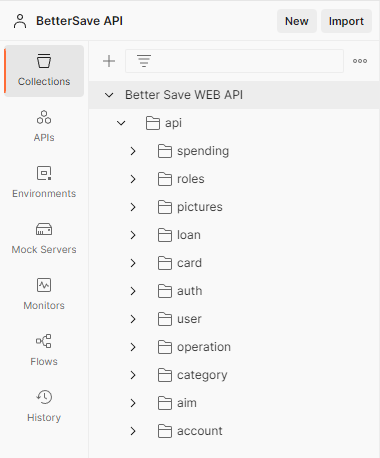 BetterSave API
New
Import
Collections
APIs
Environments
Mock Servers
Monitors
Flows
History
Better Save WEB API
api
spending
roles
pictures
loan
card
auth
user
operation
category
aim
account